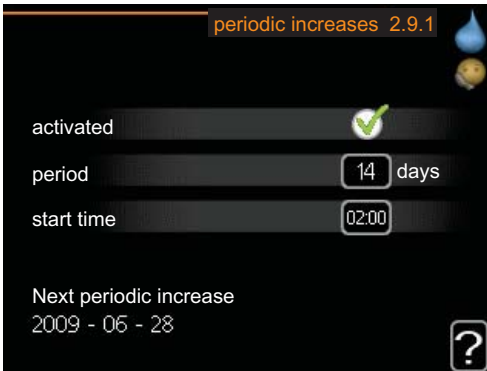 periodic increases 2.9.1
activated
period 14 days
start time 02:00
Next periodic increase
2009 - 06 - 28
?